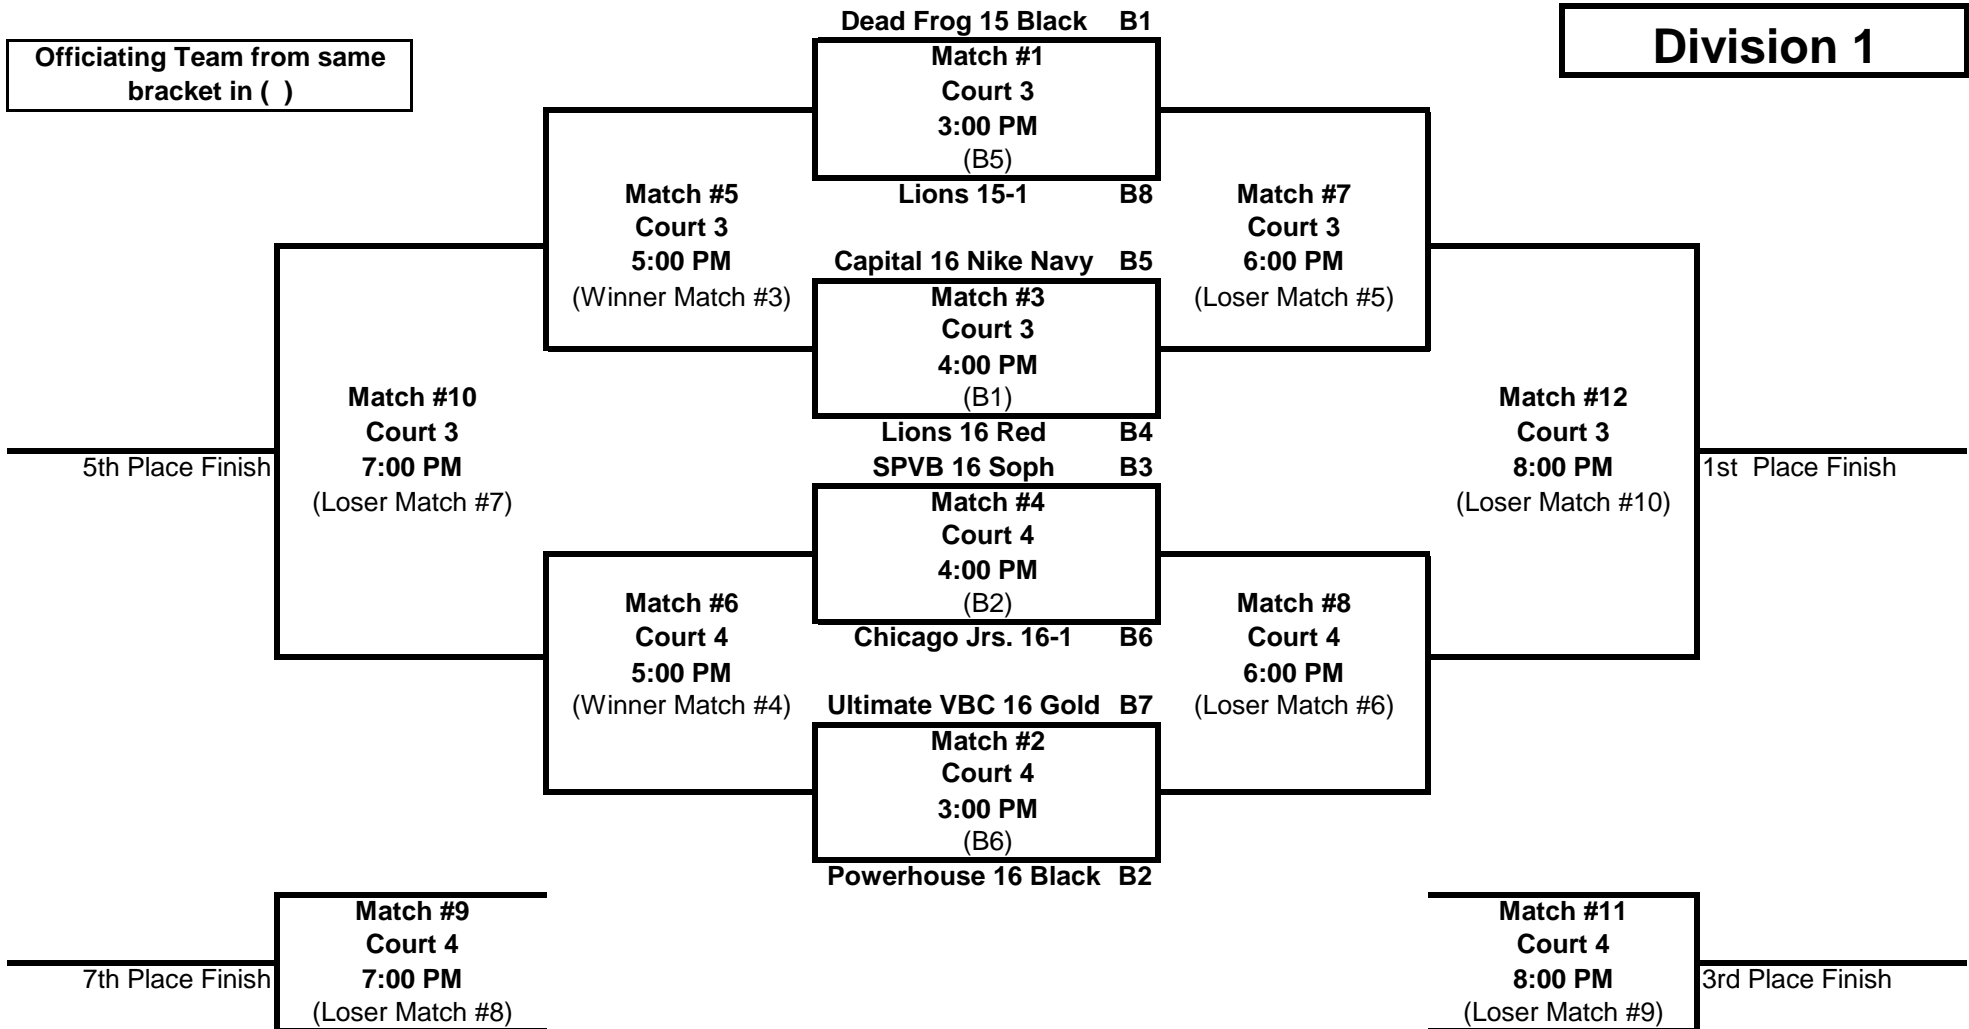 Division 1
Officiating Team from same
bracket in ( )
Dead Frog 15 Black B1
Match #1
Court 3
3:00 PM
(B5)
Lions 15-1 B8
Match #5
Court 3
5:00 PM
(Winner Match #3)
Match #7
Court 3
6:00 PM
(Loser Match #5)
Capital 16 Nike Navy B5
Match #3
Court 3
4:00 PM
(B1)
Lions 16 Red B4
Match #10
Court 3
7:00 PM
(Loser Match #7)
5th Place Finish
Match #12
Court 3
8:00 PM
(Loser Match #10)
1st  Place Finish
SPVB 16 Soph B3
Match #4
Court 4
4:00 PM
(B2)
Chicago Jrs. 16-1 B6
Match #6
Court 4
5:00 PM
(Winner Match #4)
Match #8
Court 4
6:00 PM
(Loser Match #6)
Ultimate VBC 16 Gold B7
Match #2
Court 4
3:00 PM
(B6)
Powerhouse 16 Black B2
Match #9
Court 4
7:00 PM
(Loser Match #8)
7th Place Finish
Match #11
Court 4
8:00 PM
(Loser Match #9)
3rd Place Finish